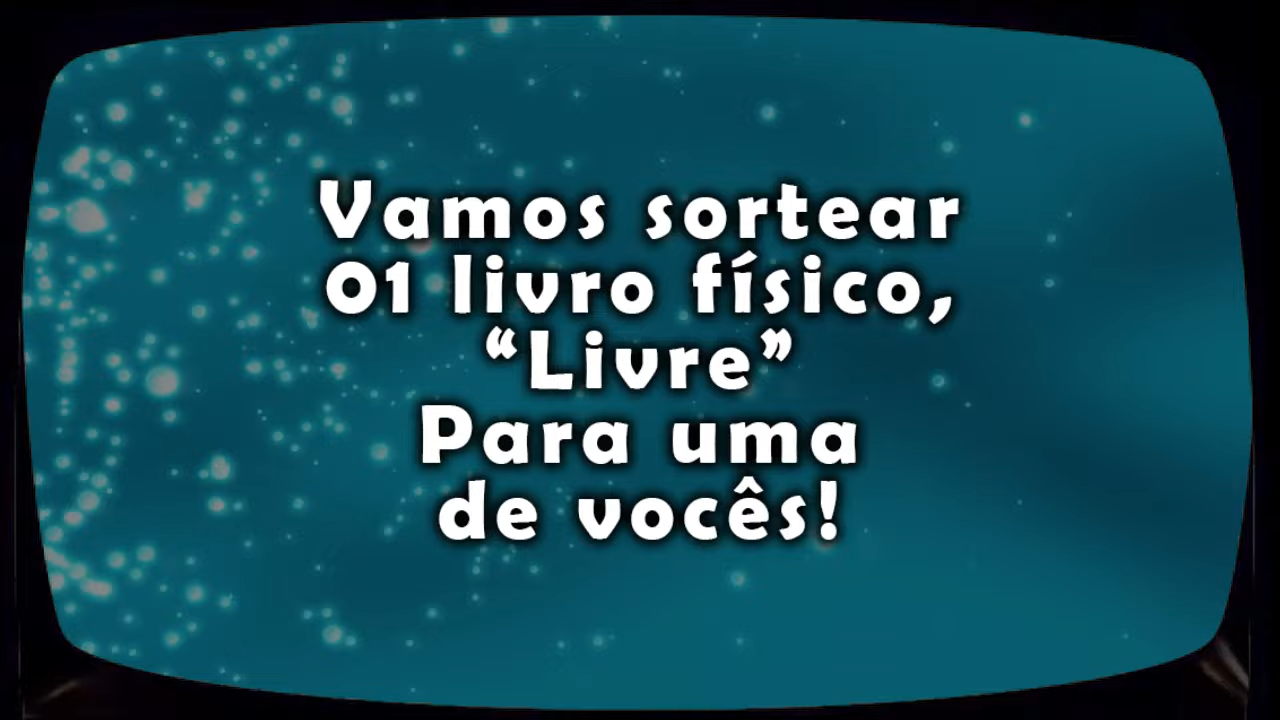 Vamos sortear
01 livro físico,
“Livre”
Para uma
de vocês!